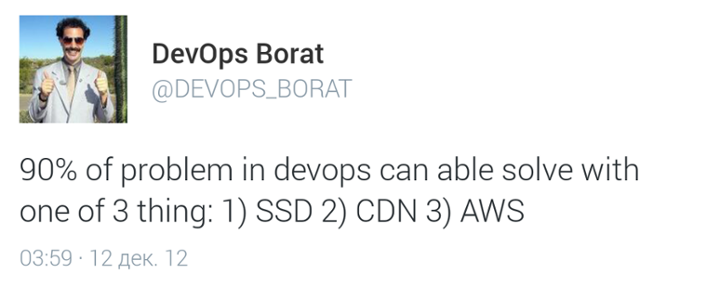 DevOps Borat
@DEVOPS_BORAT
90% of problem in devops can able solve with
one of 3 thing: 1) SSD 2) CDN 3) AWS
03:59 · 12 дек. 12